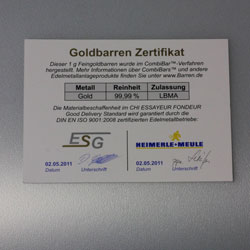 Goldbarren Zertifikat
Dieser 1 g Feingoldbarren wurde im CombiBar™-Verfahren
hergestellt. Mehr Informationen über CombiBars™ und andere
Edelmetallanlageprodukte finden Sie unter www.Barren.de
Metall Reinheit Zulassung
Gold 99,99 % LBMA
Die Materialbeschaffenheit im CHI ESSAYEUR FONDEUR
Good Delivery Standard wird garantiert durch die
DIN EN ISO 9001:2008 zertifizierten Edelmetallbetriebe:
ESG HEIMERLE+MEULE
02.05.2011 02.05.2011
Datum Unterschrift Datum Unterschrift